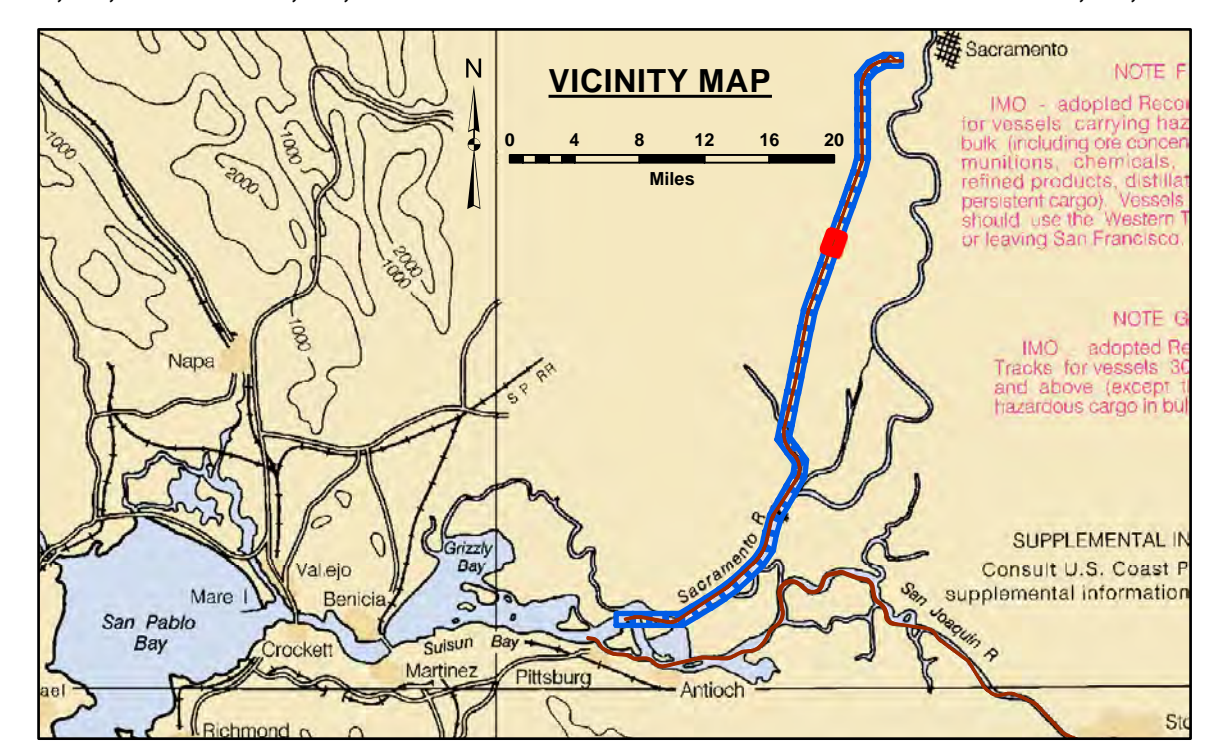 VICINITY MAP
N
0 4 8 12 16 20
Miles
Sacramento
NOTE F
IMO - adopted Recor
for vessels carrying haz
bulk (including ore concen
munitions, chemicals,
refined products, distillat
persistent cargo). Vessels
should use the Western T
or leaving San Francisco.
NOTE G
IMO - adopted Re
Tracks for vessels 30
and above (except t
hazardous cargo in bul
SUPPLEMENTAL IN
Consult U.S. Coast P
supplemental information
1000
2000
1000
2000
1000
1000
Napa
S P RR
Grizzly
Bay
Vallejo
Mare I
Benicia
San Pablo
Bay
Crockett
Suisun Bay
Martinez
Pittsburg
Antioch
Sacramento R
San Joaquin R
ael
Richmond
Sto